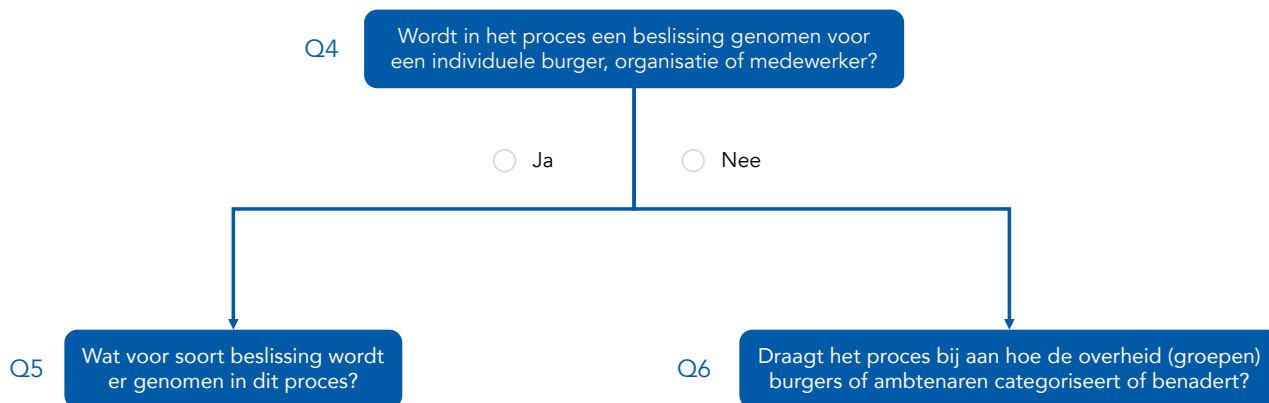 Q4
Wordt in het proces een beslissing genomen voor
een individuele burger, organisatie of medewerker?
Ja
Nee
Q5
Wat voor soort beslissing wordt
er genomen in dit proces?
Q6
Draagt het proces bij aan hoe de overheid (groepen)
burgers of ambtenaren categoriseert of benadert?